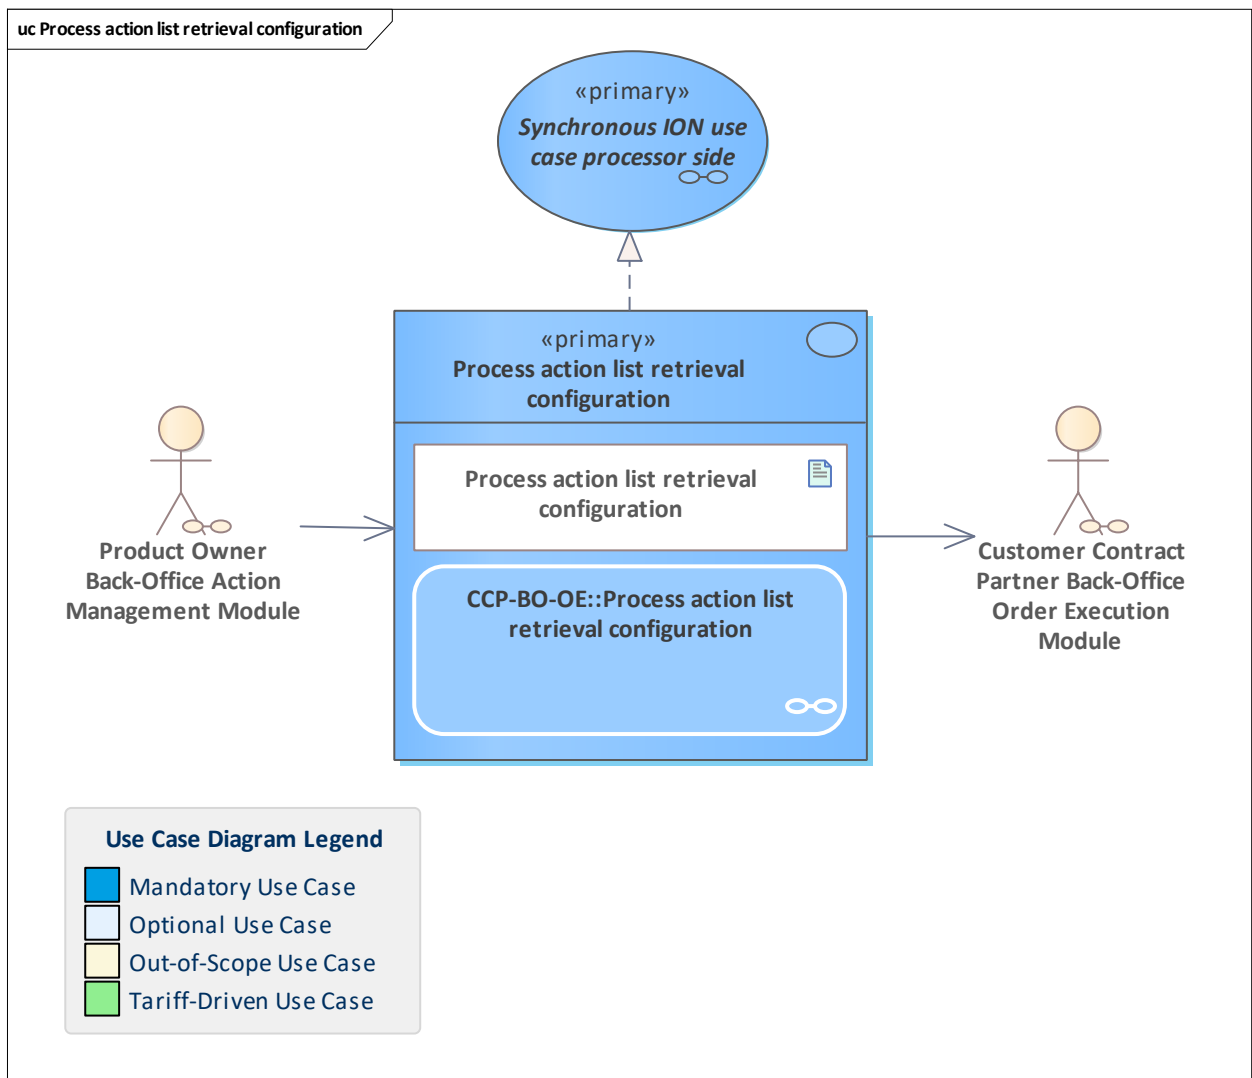 uc Process action list retrieval configuration
«primary»
Synchronous ION use
case processor side
«primary»
Process action list retrieval
configuration
Process action list retrieval
configuration
CCP-BO-OE::Process action list
retrieval configuration
Product Owner
Back-Office Action
Management Module
Customer Contract
Partner Back-Office
Order Execution
Module
Use Case Diagram Legend
Mandatory Use Case
Optional Use Case
Out-of-Scope Use Case
Tariff-Driven Use Case